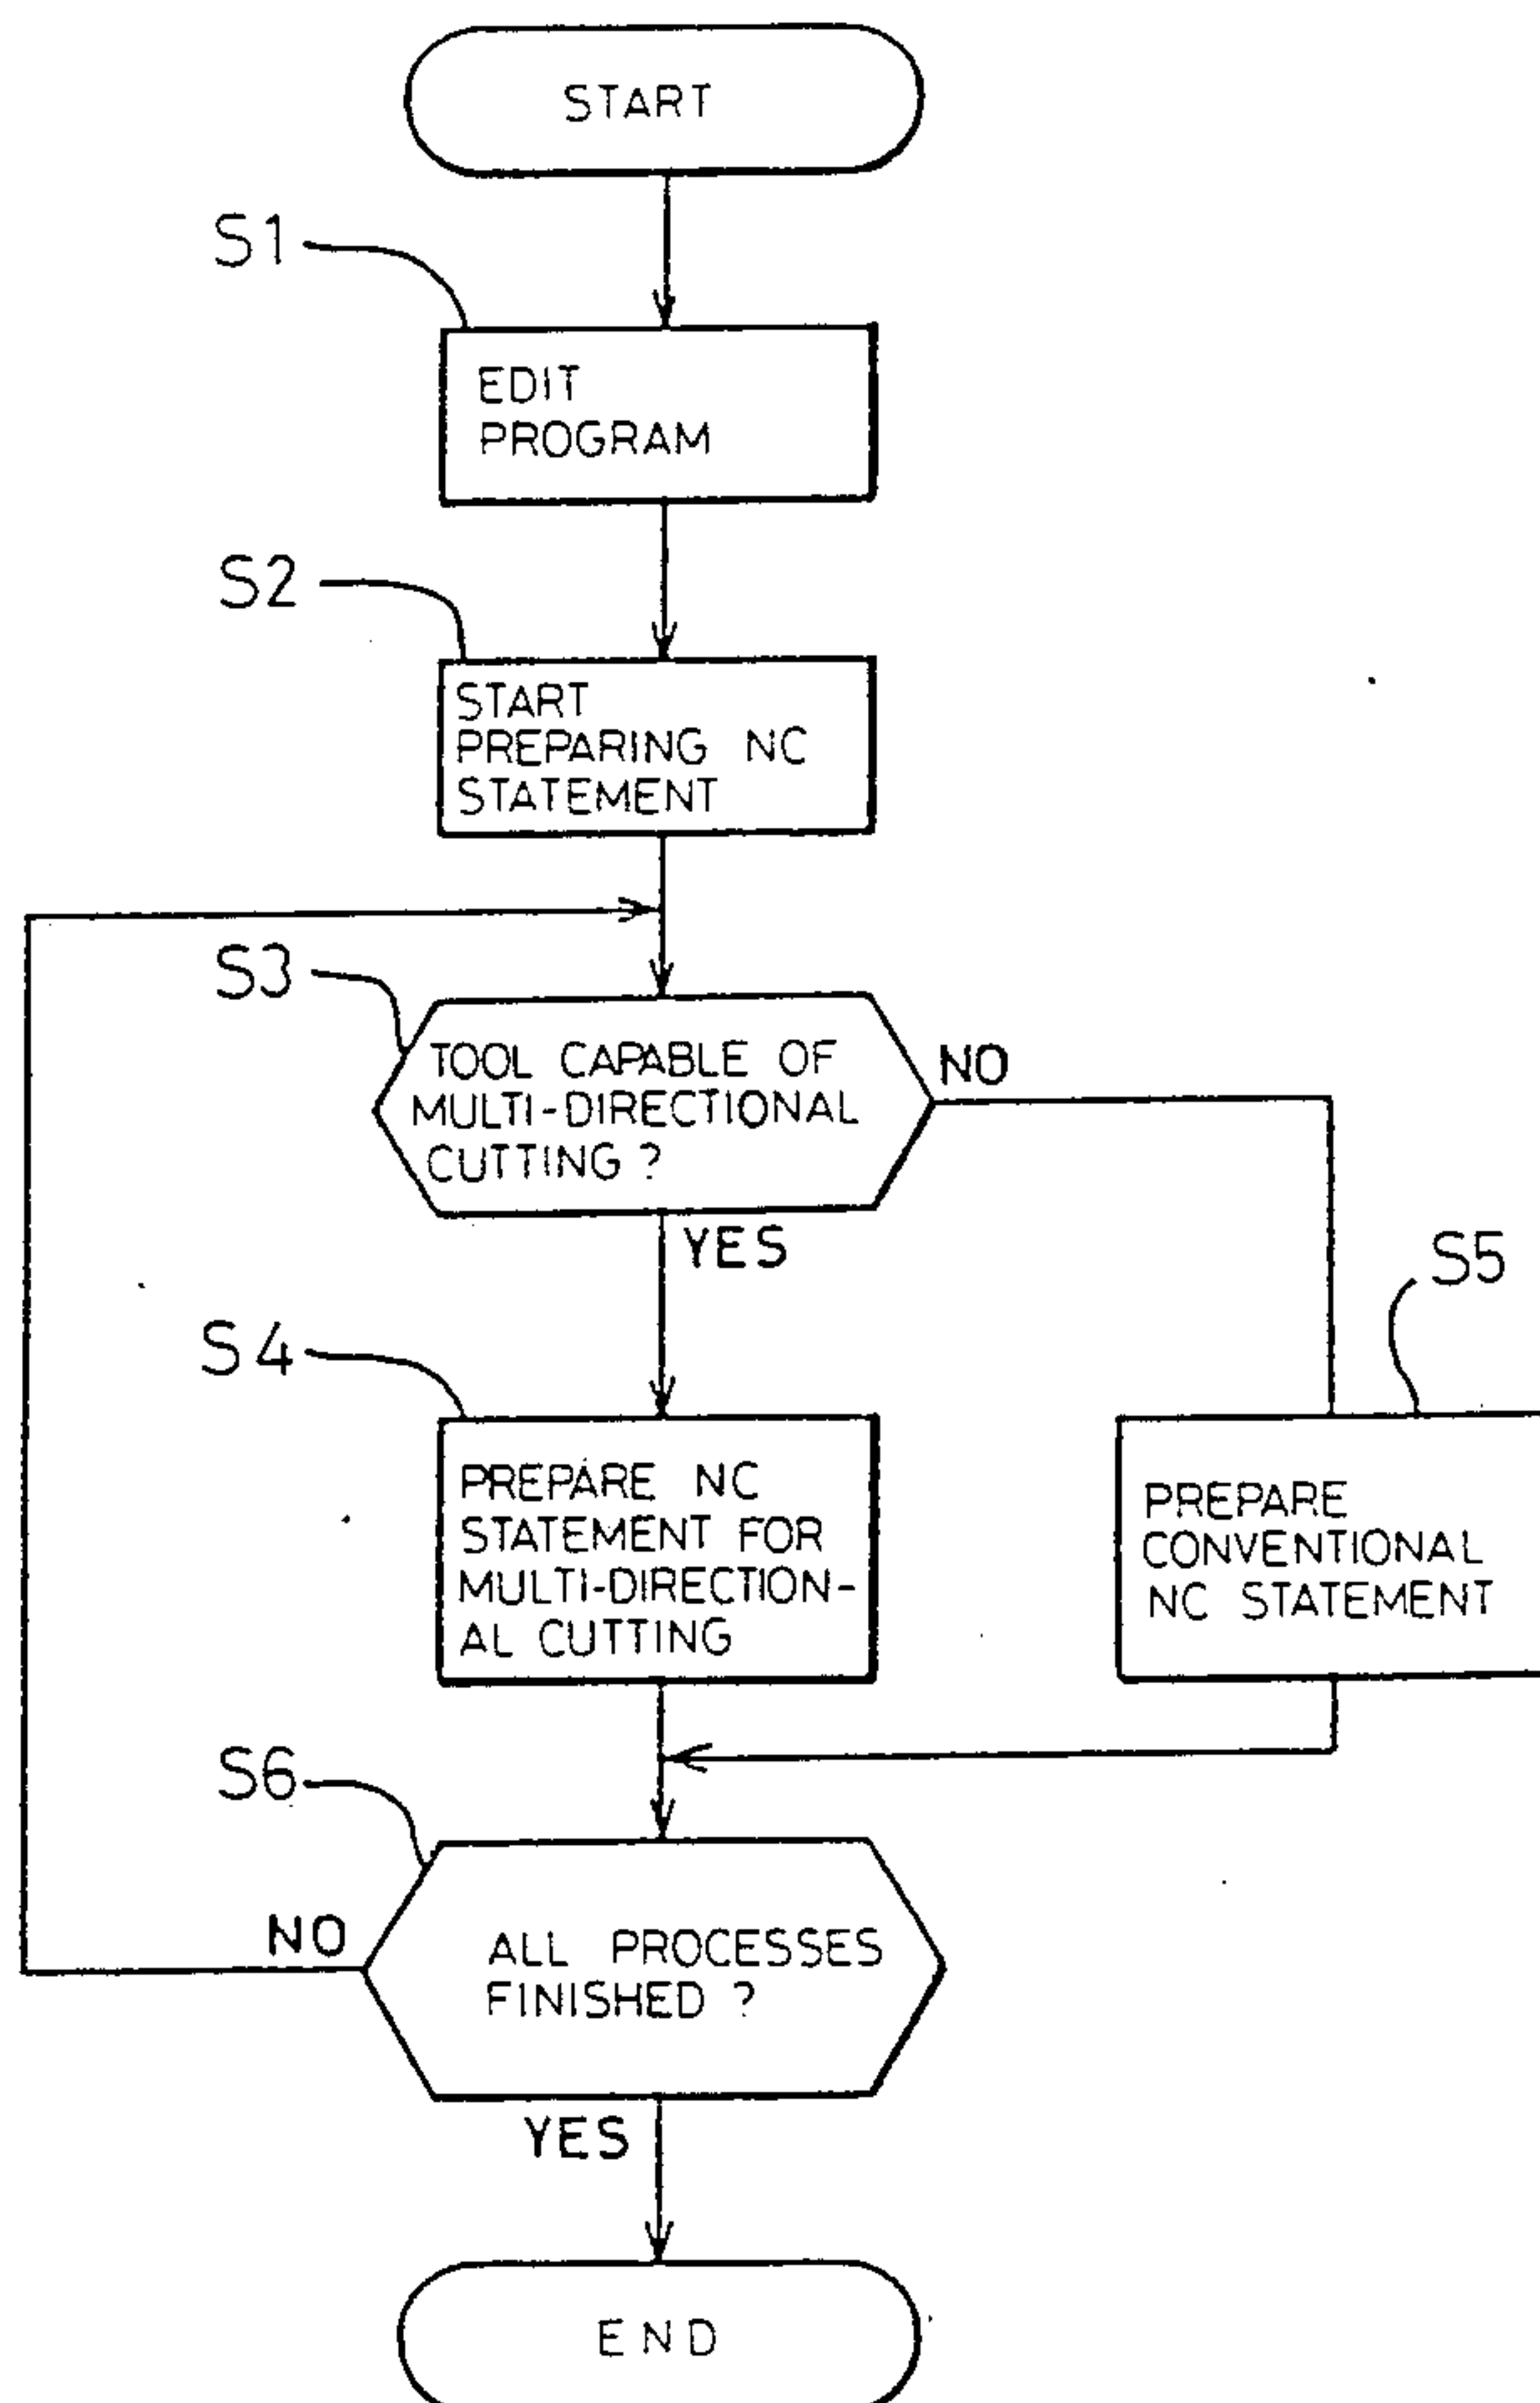 START
S1
EDIT
PROGRAM
S2
START
PREPARING NC
STATEMENT
S3
TOOL CAPABLE OF
MULTI-DIRECTIONAL
CUTTING ?
NO
YES
S4
PREPARE NC
STATEMENT FOR
MULTI-DIRECTION-
AL CUTTING
S5
PREPARE
CONVENTIONAL
NC STATEMENT
S6
ALL PROCESSES
FINISHED ?
NO
YES
END